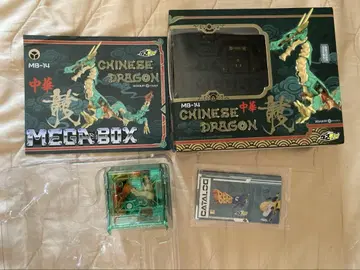 MB-14
CHINESE
DRAGON
中華
龍
MEGA BOX
MB-14
CHINESE
中華
DRAGON
龍
CATALOG